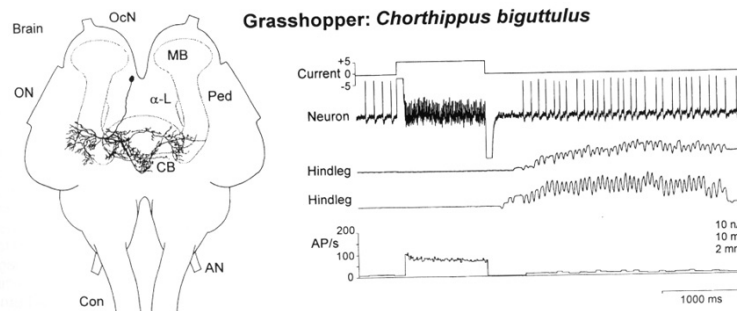 Grasshopper: Chorthippus biguttulus
Brain
OcN
MB
ON
α-L
Ped
CB
AN
Con
+5
Current 0
-5
Neuron
Hindleg
Hindleg
200
AP/s
100
0
10
10
2
1000 ms